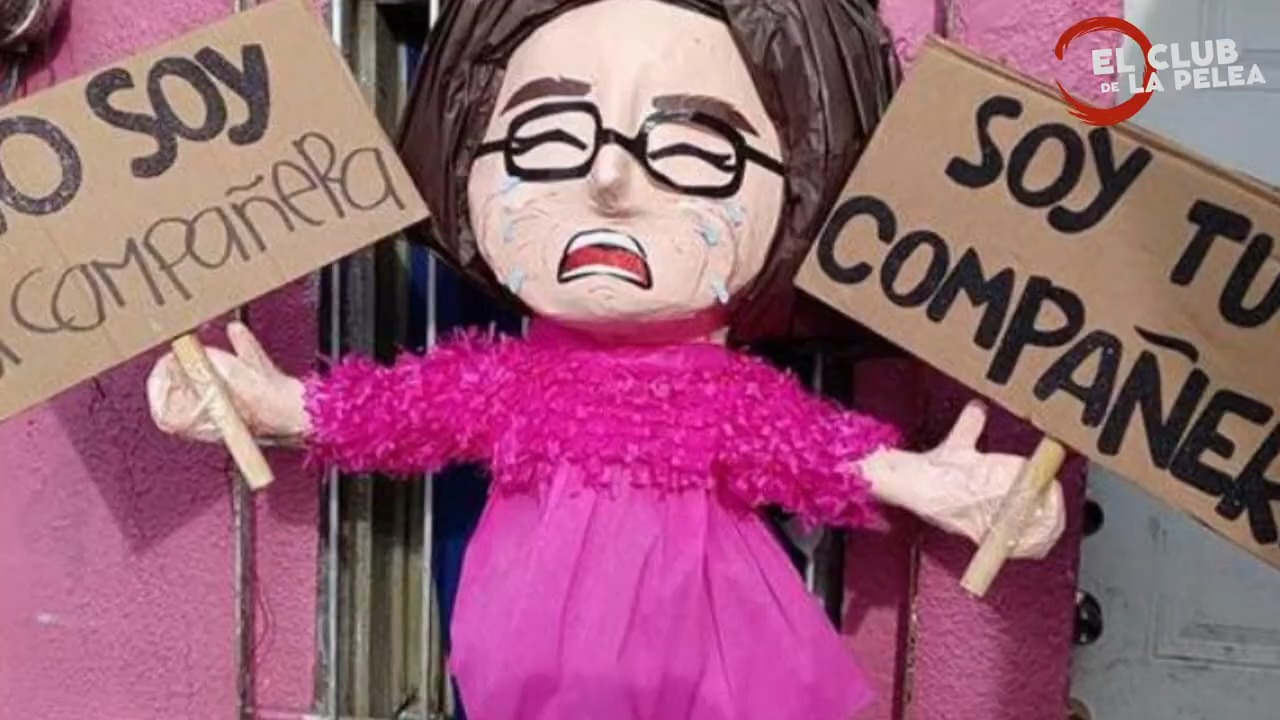 O SOY
COMPAÑERA
SOY TU
COMPAÑER
EL CLUB
DE LA PELEA